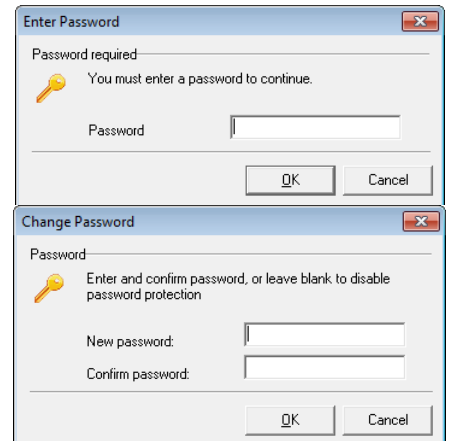 Enter Password
Password required
You must enter a password to continue.
Password
OK Cancel
Change Password
Password
Enter and confirm password, or leave blank to disable
password protection
New password:
Confirm password:
OK Cancel